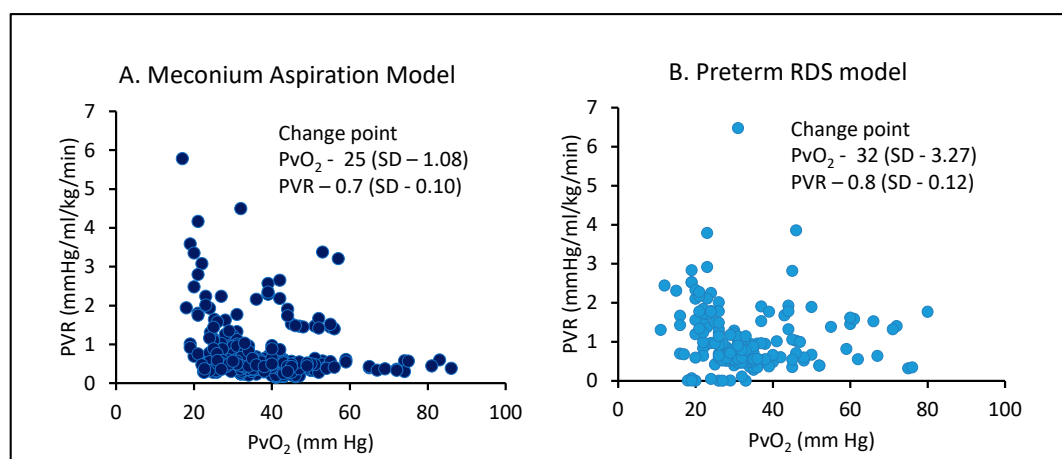 A. Meconium Aspiration Model
Change point
PvO₂ - 25 (SD – 1.08)
PVR – 0.7 (SD - 0.10)
PVR (mmHg/ml/kg/min)
7
6
5
4
3
2
1
0
0 20 40 60 80 100
PvO₂ (mm Hg)
B. Preterm RDS model
Change point
PvO₂ - 32 (SD - 3.27)
PVR – 0.8 (SD - 0.12)
PVR (mmHg/ml/kg/min)
7
6
5
4
3
2
1
0
0 20 40 60 80 100
PvO₂ (mm Hg)